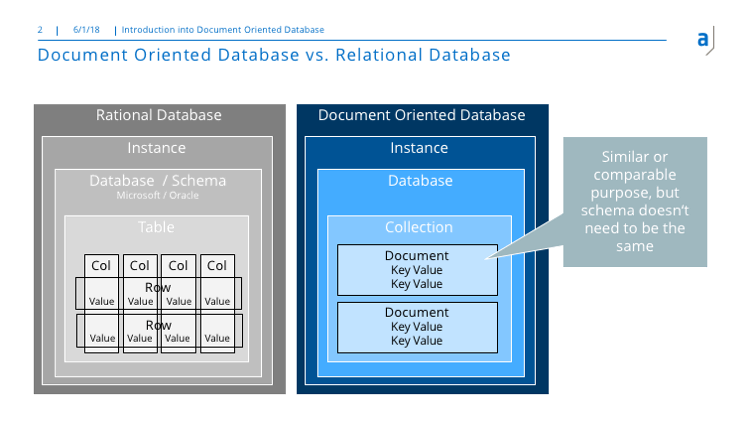 2 | 6/1/18 | Introduction into Document Oriented Database
a
Document Oriented Database vs. Relational Database
Rational Database
Instance
Database / Schema
Microsoft / Oracle
Table
Col Col Col Col
Row
Value Value Value Value
Row
Value Value Value Value
Document Oriented Database
Instance
Database
Collection
Document
Key Value
Key Value
Document
Key Value
Key Value
Similar or
comparable
purpose, but
schema doesn't
need to be the
same